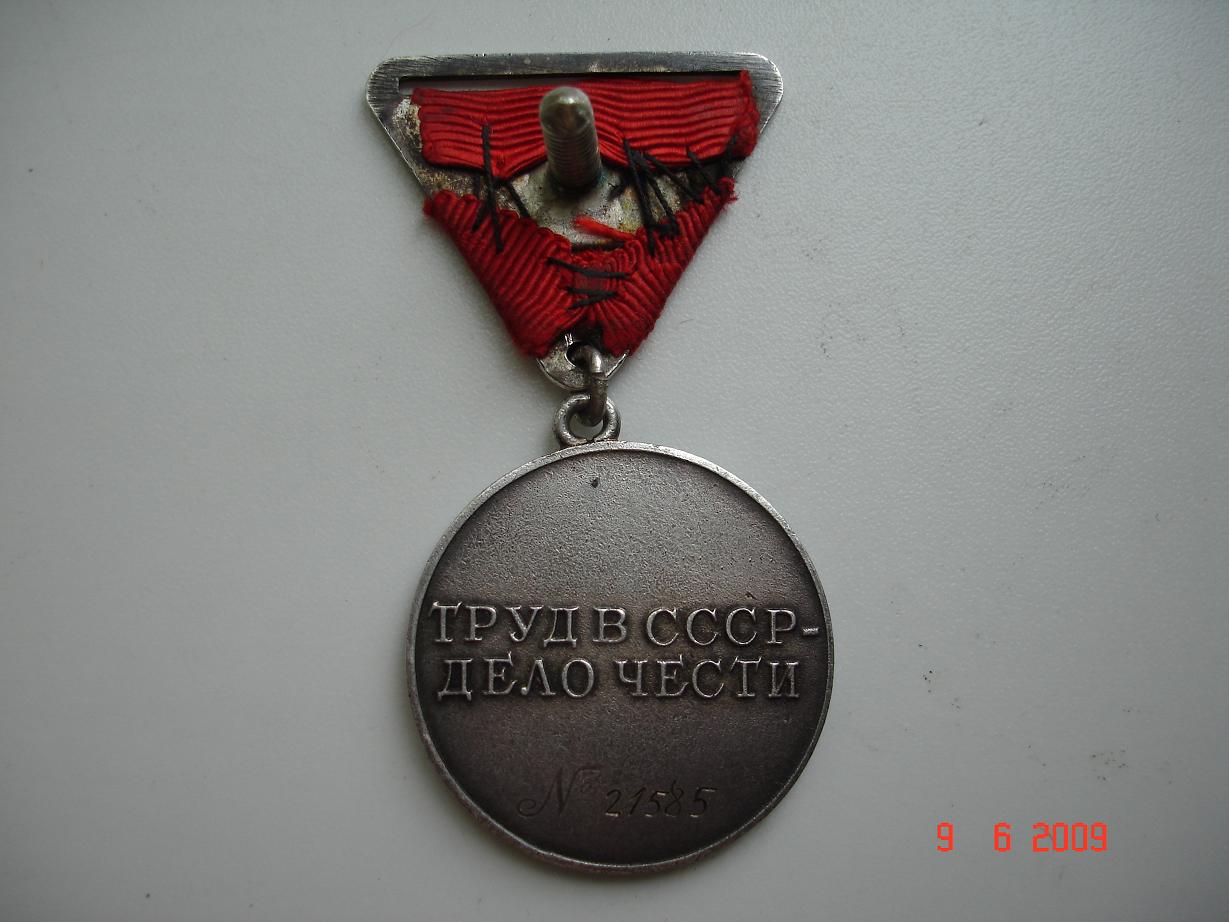 ТРУД В СССР-
ДЕЛО ЧЕСТИ
№ 21585
9 6 2009